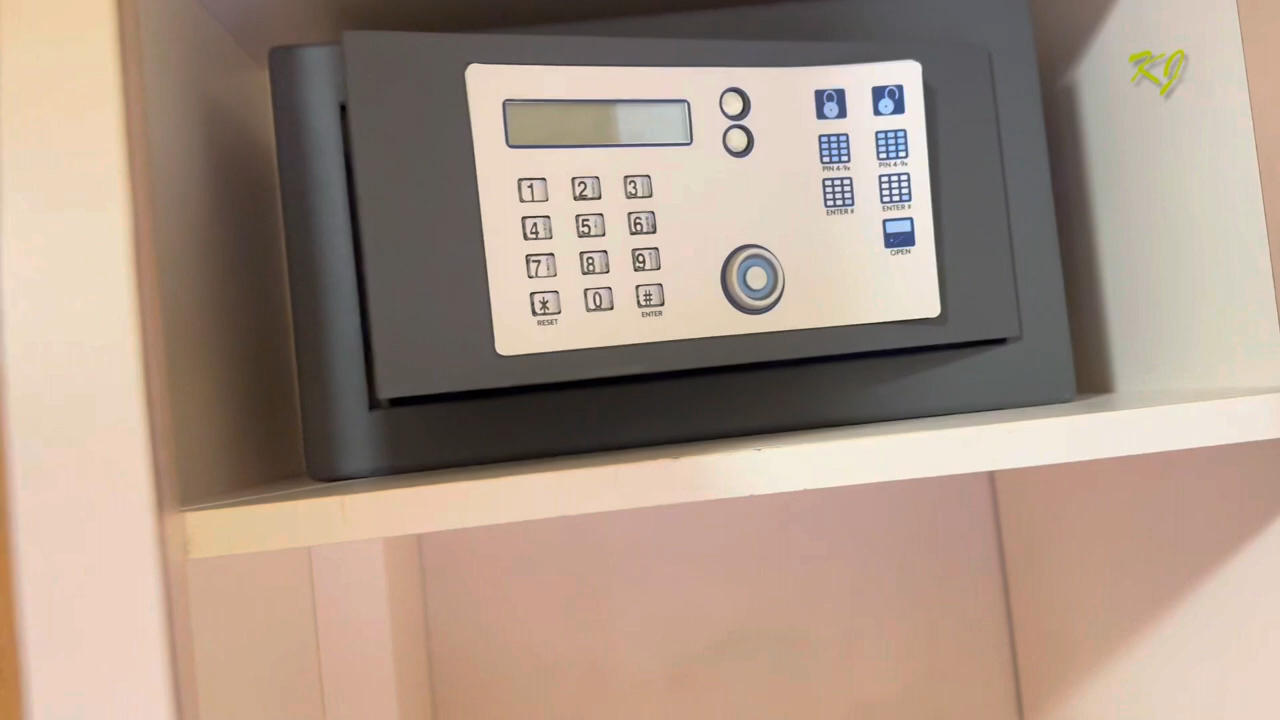 KJ
1 2 3
4 5 6
7 8 9
* 0 #
RESET ENTER
PIN 4-9x PIN 4-9x
ENTER # ENTER #
OPEN